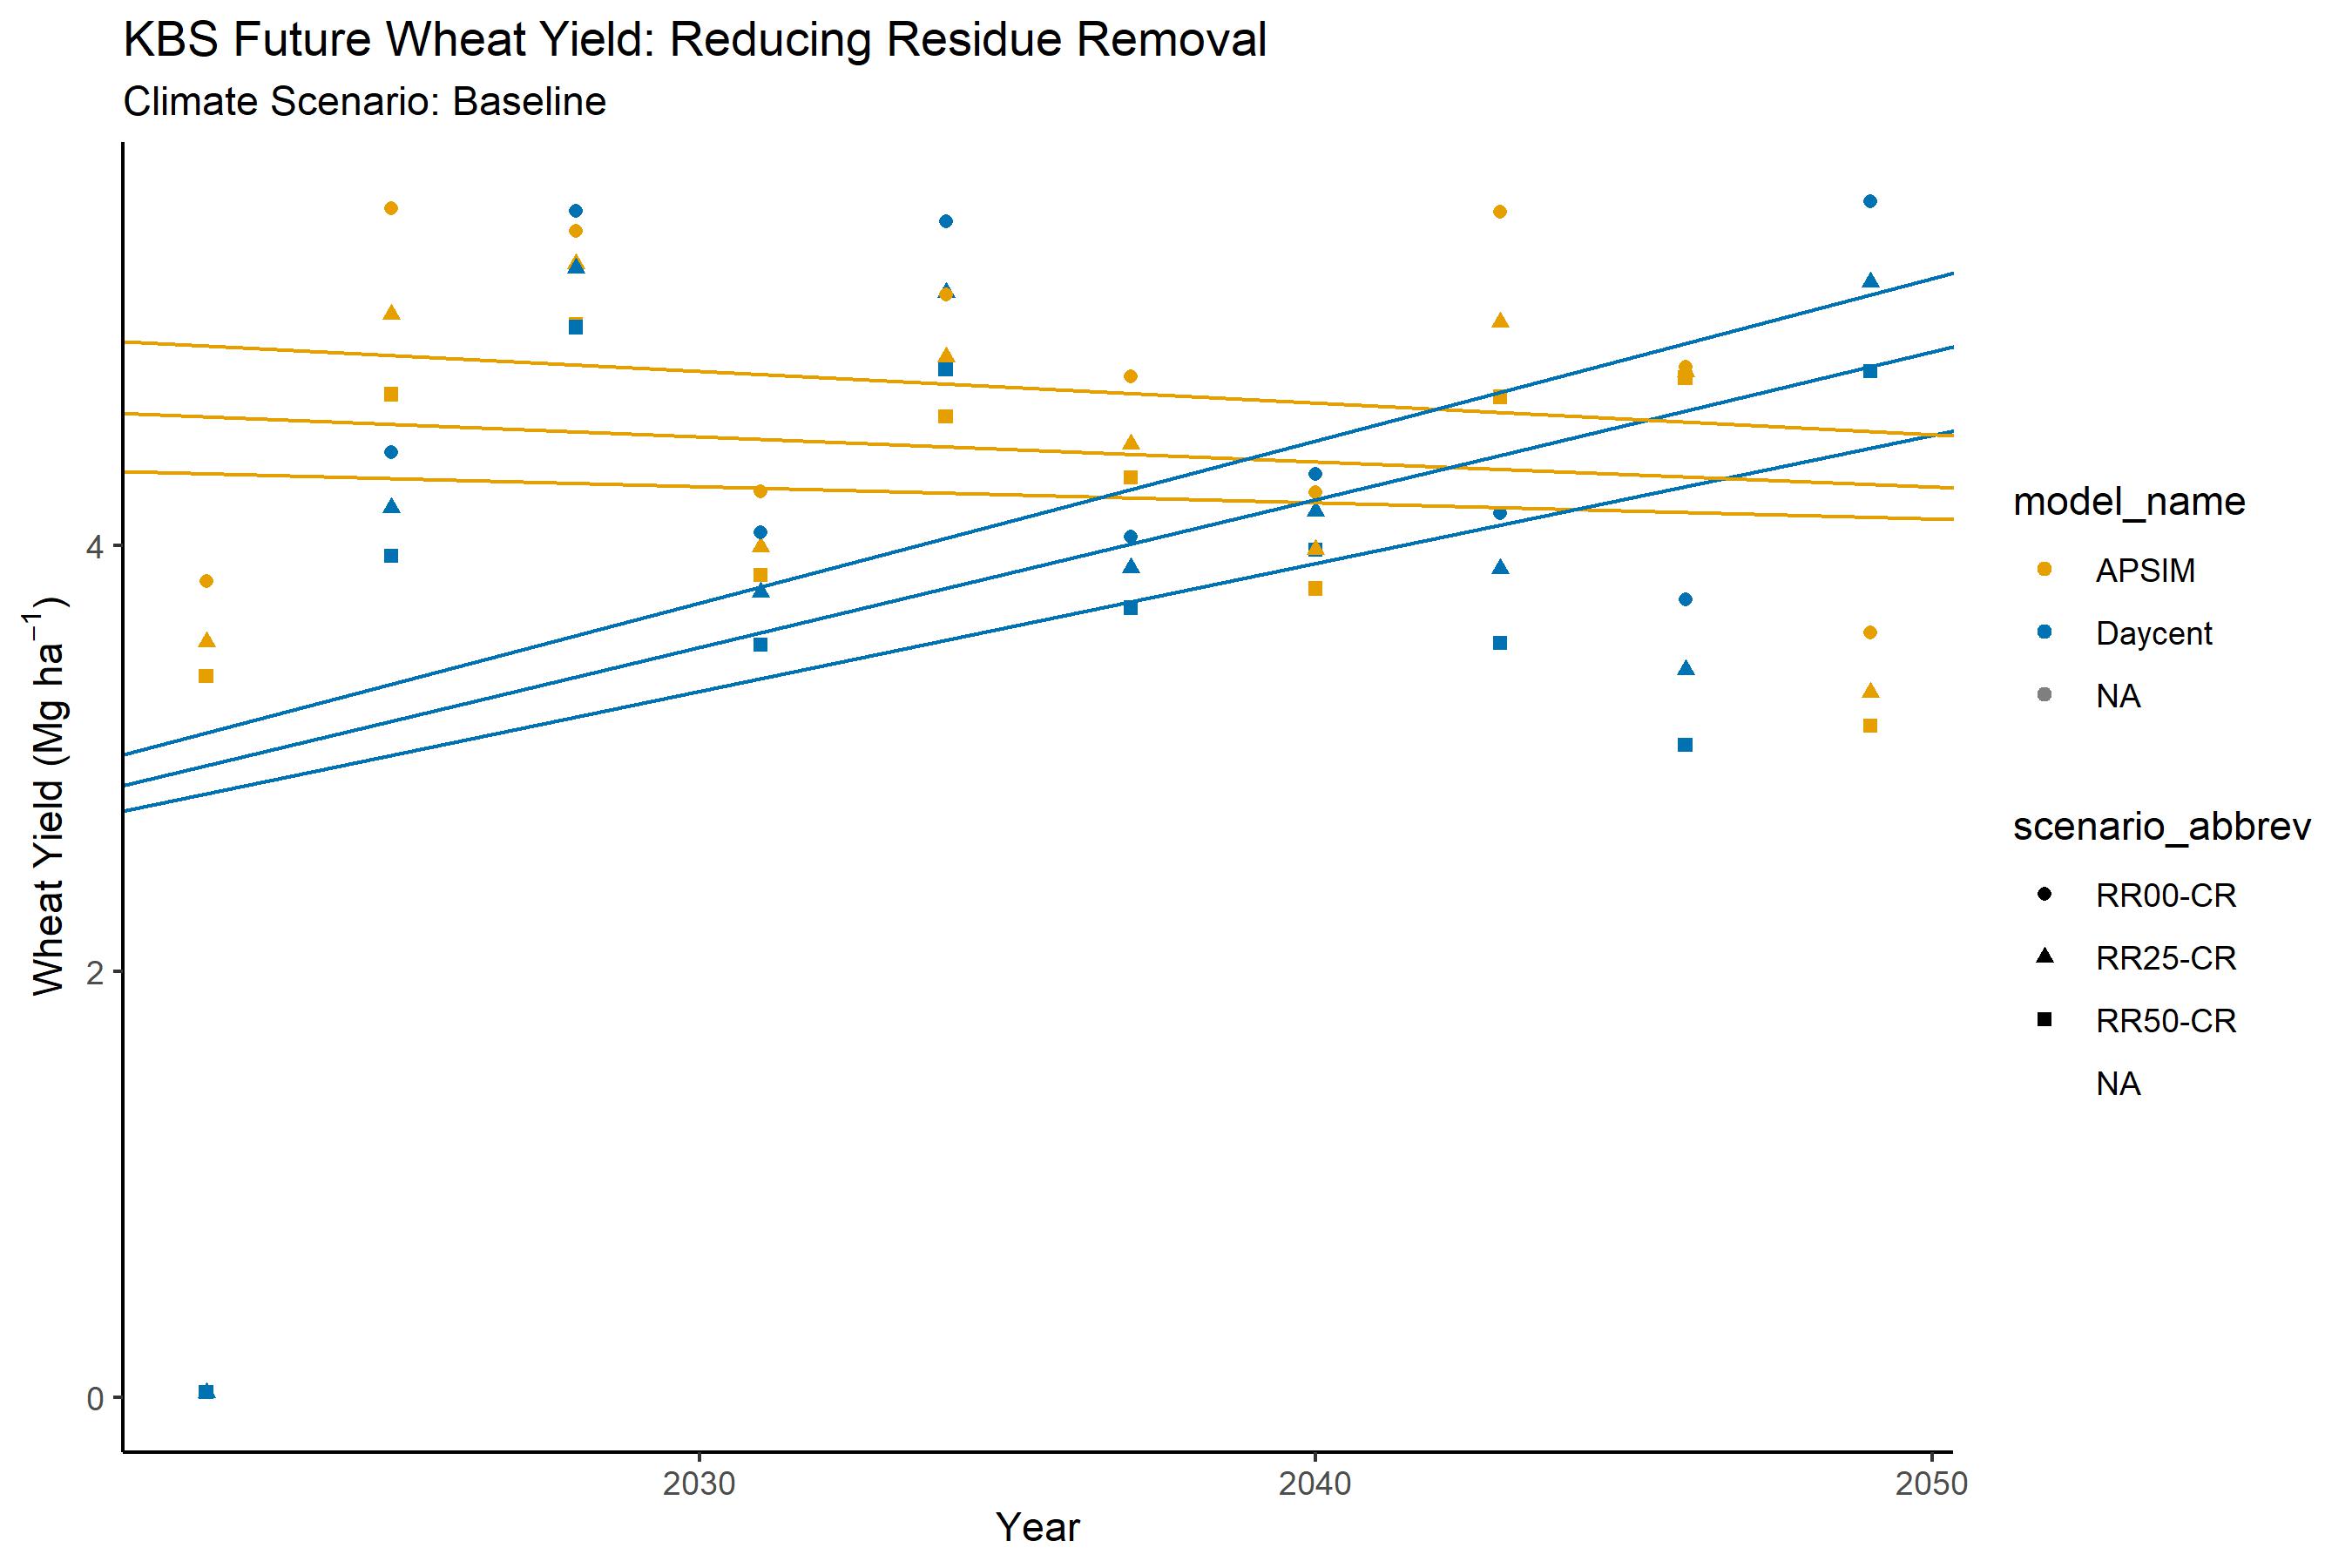 KBS Future Wheat Yield: Reducing Residue Removal
Climate Scenario: Baseline
Wheat Yield (Mg ha⁻¹)
4
2
0
2030
2040
2050
Year
model_name
APSIM
Daycent
NA
scenario_abbrev
RR00-CR
RR25-CR
RR50-CR
NA